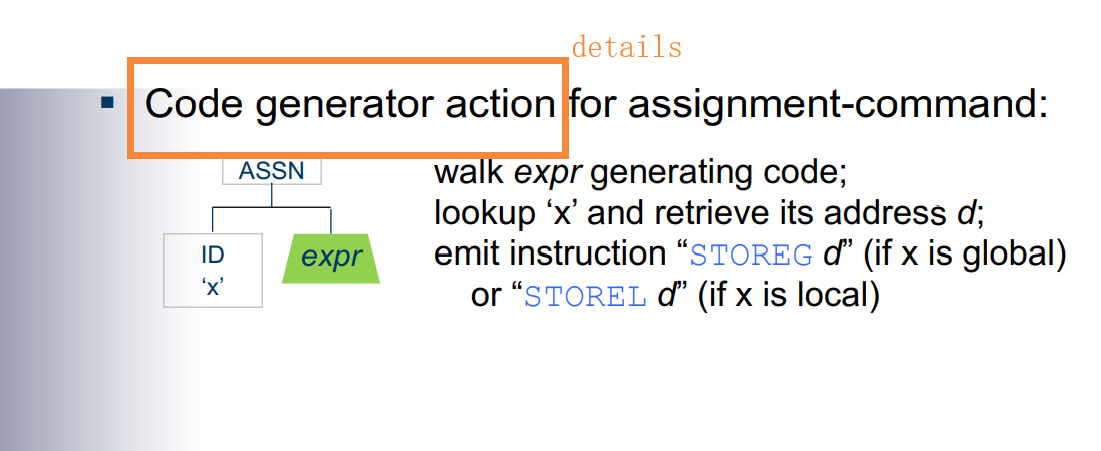 details
Code generator action for assignment-command:
ASSN
ID
‘x’
expr
walk expr generating code;
lookup ‘x’ and retrieve its address d;
emit instruction “STOREG d” (if x is global)
or “STOREL d” (if x is local)